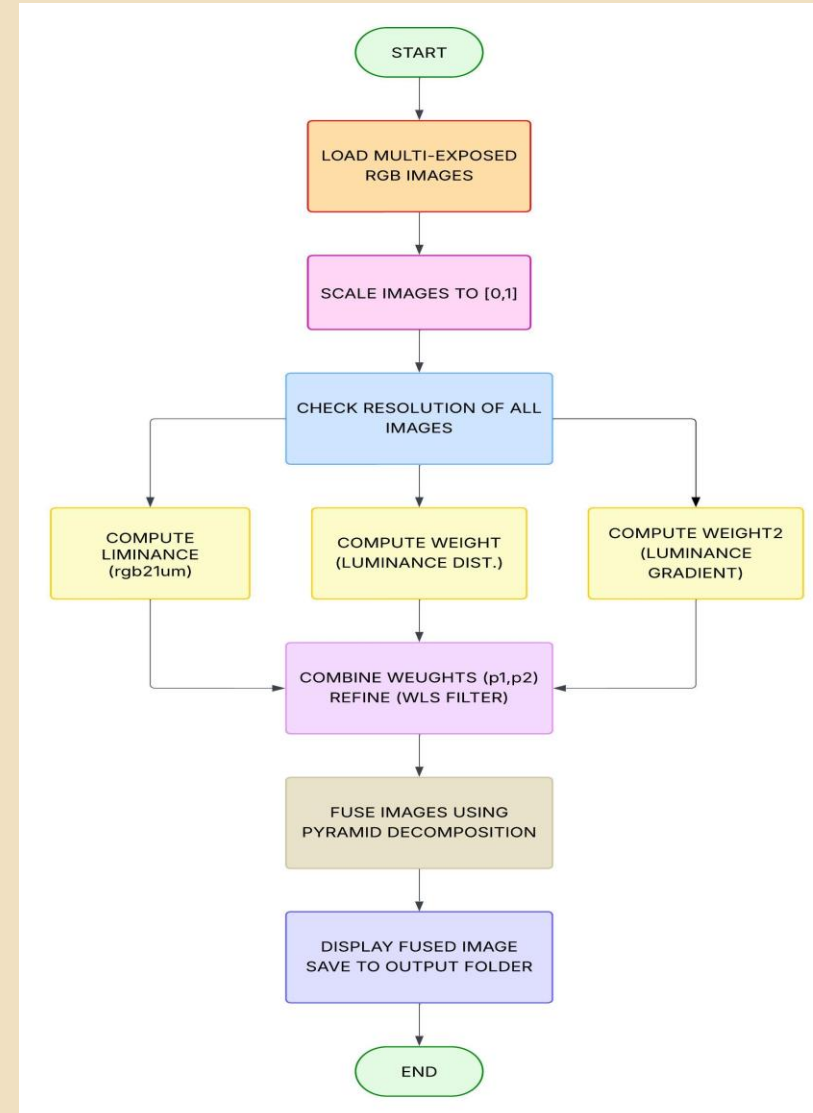 START
LOAD MULTI-EXPOSED
RGB IMAGES
SCALE IMAGES TO [0,1]
CHECK RESOLUTION OF ALL
IMAGES
COMPUTE
LIMINANCE
(rgb21um)
COMPUTE WEIGHT
(LUMINANCE DIST.)
COMPUTE WEIGHT2
(LUMINANCE
GRADIENT)
COMBINE WEUGHTS (p1,p2)
REFINE (WLS FILTER)
FUSE IMAGES USING
PYRAMID DECOMPOSITION
DISPLAY FUSED IMAGE
SAVE TO OUTPUT FOLDER
END